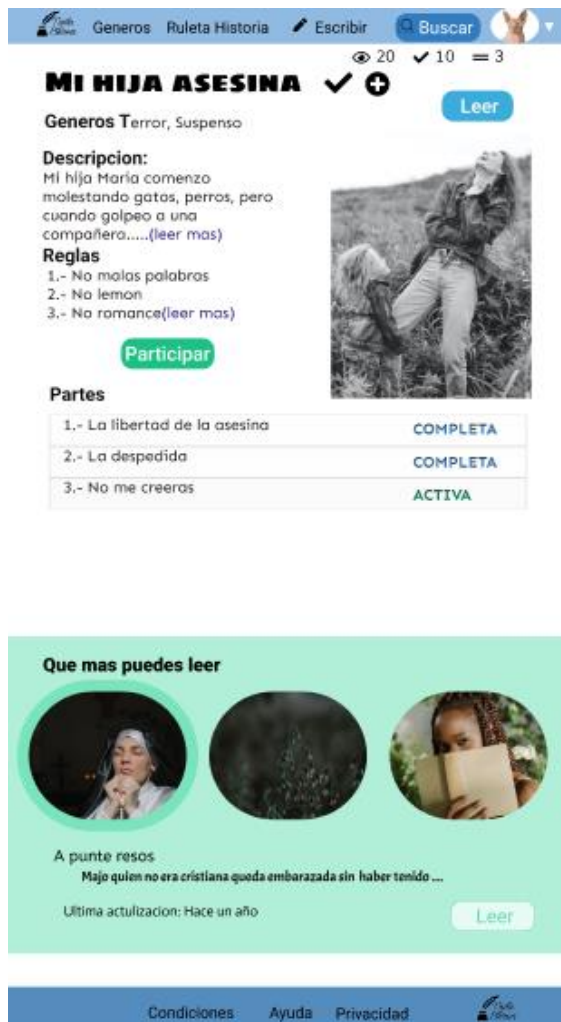 Generos Ruleta Historia Escribir Buscar
20 10 3
MI HIJA ASESINA
Leer
Generos Terror, Suspenso
Descripcion:
Mi hija Maria comenzo
molestando gatos, perros, pero
cuando golpeo a una
compañera.....(leer mas)
Reglas
1.- No malas palabras
2.- No lemon
3.- No romance(leer mas)
Participar
Partes
1.- La libertad de la asesina COMPLETA
2.- La despedida COMPLETA
3.- No me creeras ACTIVA
Que mas puedes leer
A punte resos
Majo quien no era cristiana queda embarazada sin haber tenido ...
Ultima actulizacion: Hace un año
Leer
Condiciones Ayuda Privacidad